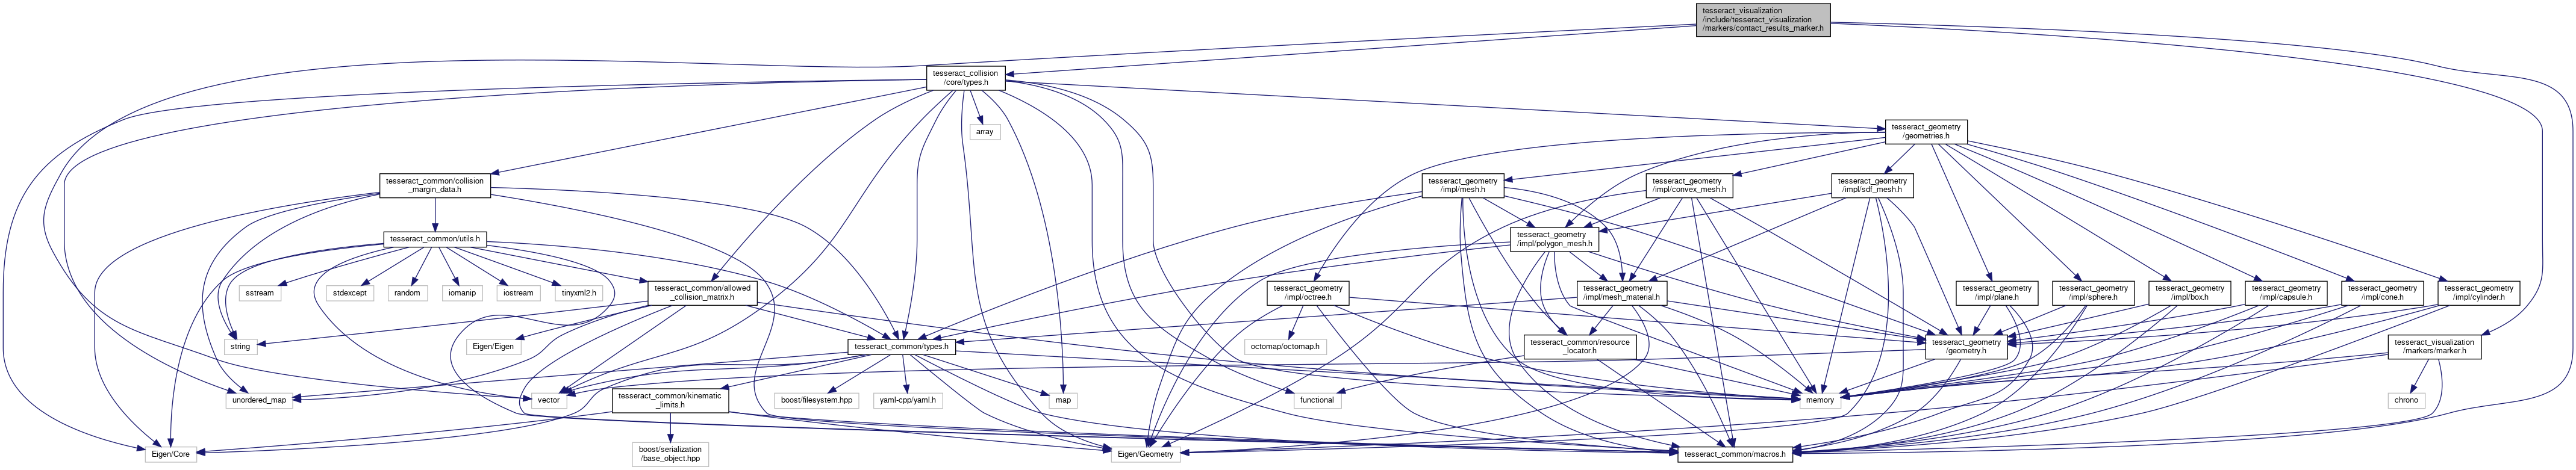 tesseract_visualization
/include/tesseract_visualization
/markers/contact_results_marker.h
tesseract_collision
/core/types.h
array
tesseract_geometry
/geometries.h
tesseract_common/collision
_margin_data.h
tesseract_geometry
/impl/mesh.h
tesseract_geometry
/impl/convex_mesh.h
tesseract_geometry
/impl/sdf_mesh.h
tesseract_common/utils.h
tesseract_geometry
/impl/polygon_mesh.h
sstream
stdexcept
random
iomanip
iostream
tinyxml2.h
tesseract_common/allowed
_collision_matrix.h
tesseract_geometry
/impl/octree.h
tesseract_geometry
/impl/mesh_material.h
tesseract_geometry
/impl/plane.h
tesseract_geometry
/impl/sphere.h
tesseract_geometry
/impl/box.h
tesseract_geometry
/impl/capsule.h
tesseract_geometry
/impl/cone.h
tesseract_geometry
/impl/cylinder.h
string
Eigen/Eigen
tesseract_common/types.h
octomap/octomap.h
tesseract_common/resource
_locator.h
tesseract_geometry
/geometry.h
tesseract_visualization
/markers/marker.h
unordered_map
vector
tesseract_common/kinematic
_limits.h
boost/filesystem.hpp
yaml-cpp/yaml.h
map
functional
memory
chrono
Eigen/Core
boost/serialization
/base_object.hpp
Eigen/Geometry
tesseract_common/macros.h